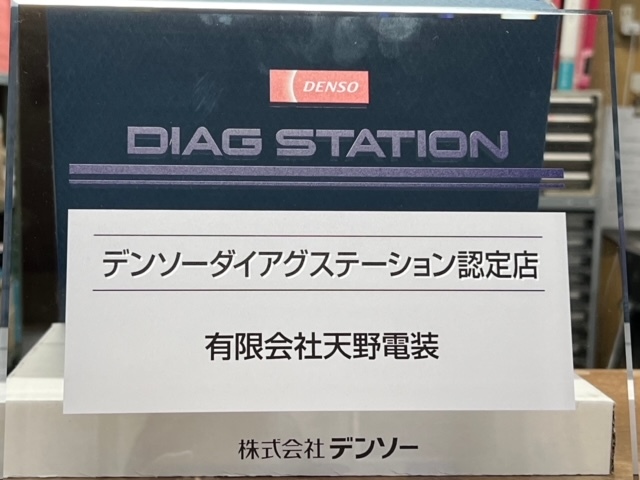 DENSO
DIAG STATION
デンソーダイアグステーション認定店
有限会社天野電装
株式会社 デンソー